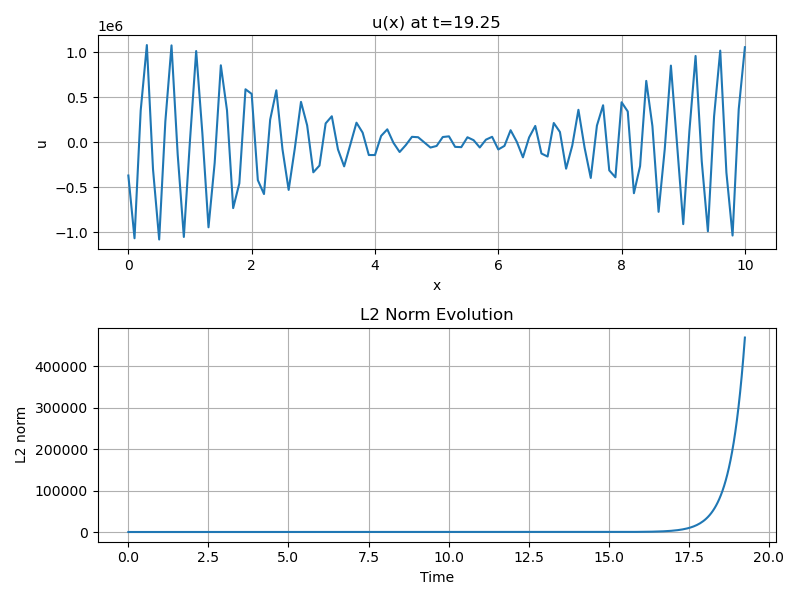 u(x) at t=19.25
1e6
1.0
0.5
0.0
−0.5
−1.0
u
0 2 4 6 8 10
x
L2 Norm Evolution
400000
300000
200000
100000
0
L2 norm
0.0 2.5 5.0 7.5 10.0 12.5 15.0 17.5 20.0
Time